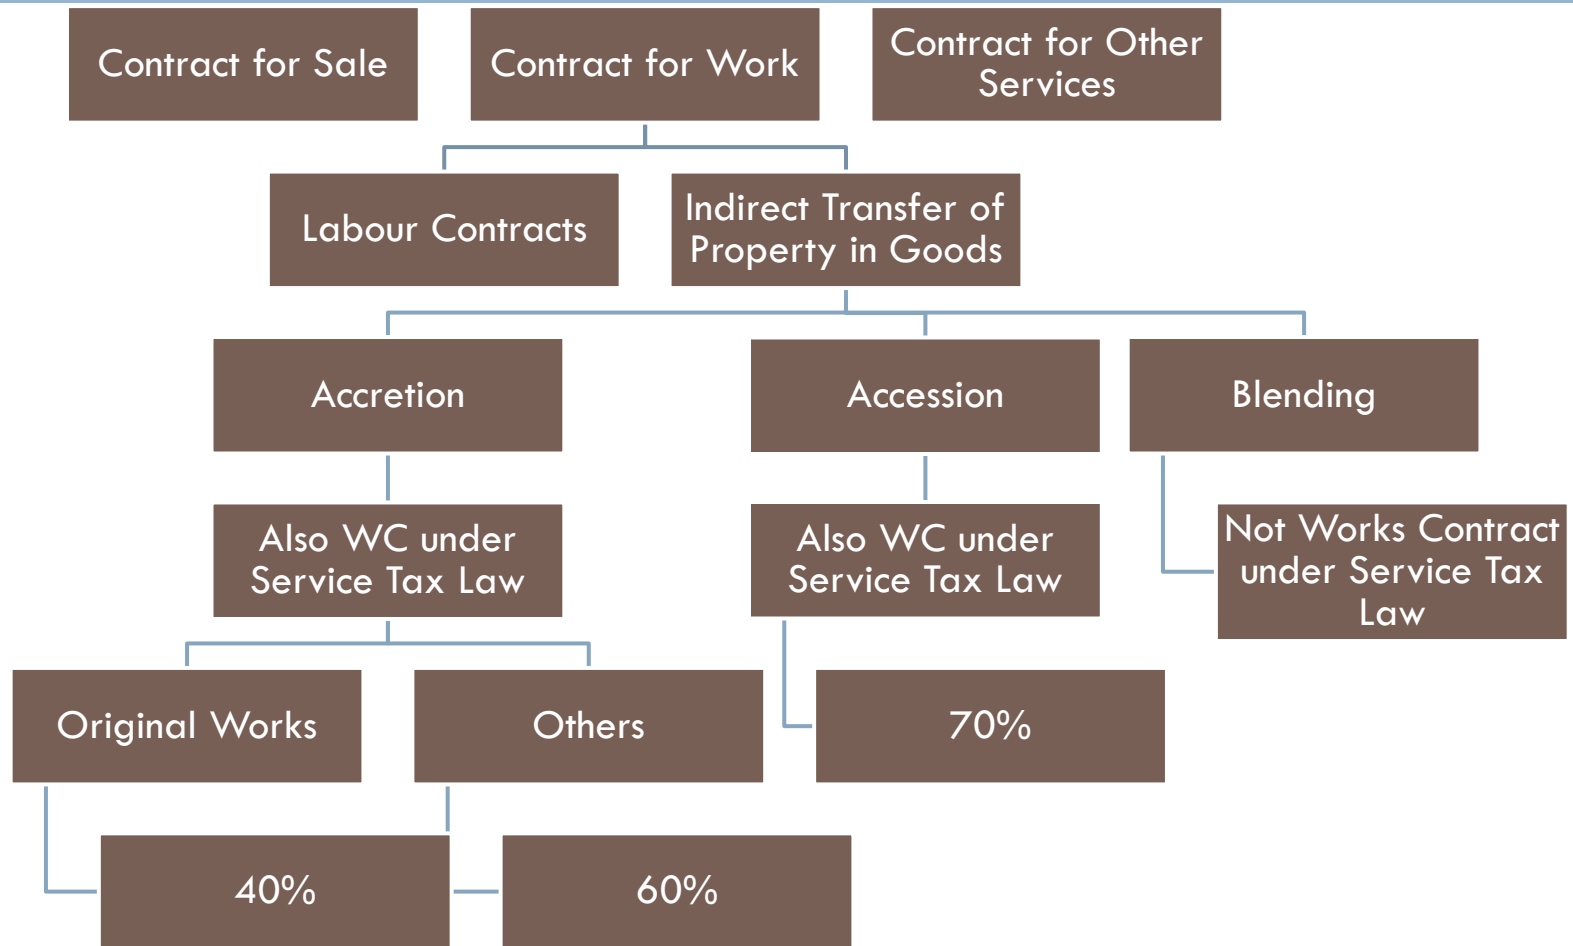 Contract for Sale
Contract for Work
Contract for Other
Services
Labour Contracts
Indirect Transfer of
Property in Goods
Accretion
Accession
Blending
Also WC under
Service Tax Law
Also WC under
Service Tax Law
Not Works Contract
under Service Tax
Law
Original Works
Others
70%
40%
60%